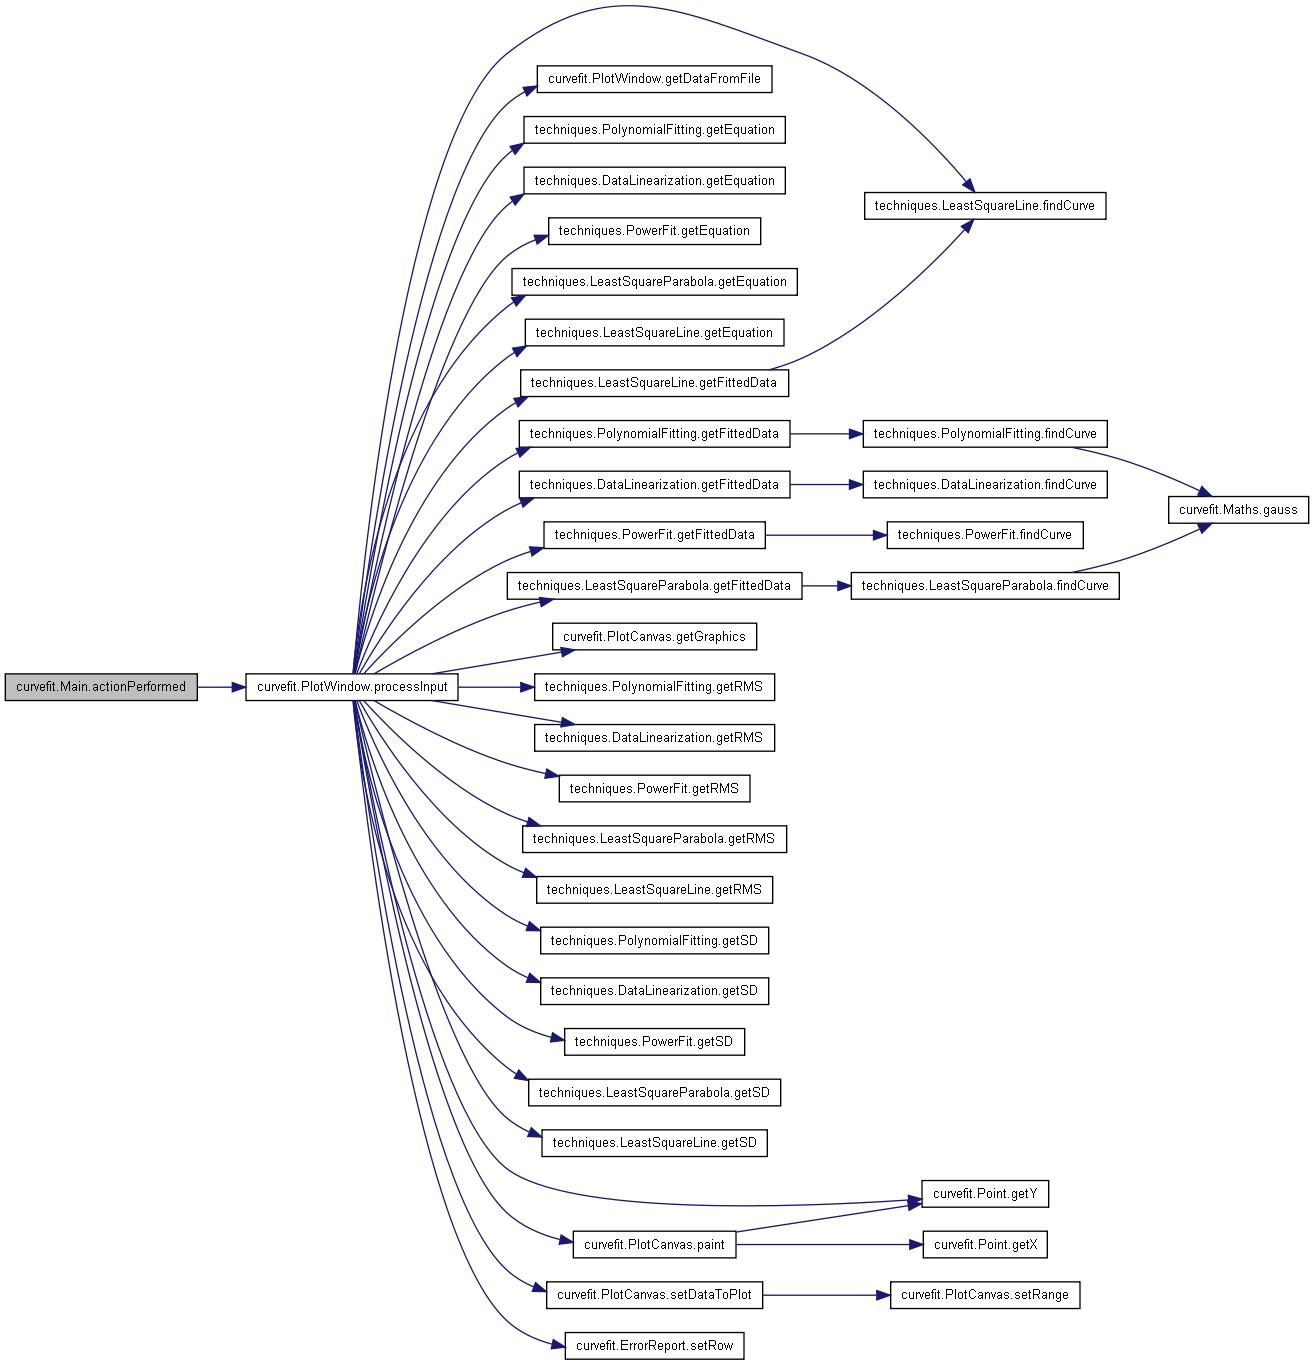 curvefit.PlotWindow.getDataFromFile
techniques.PolynomialFitting.getEquation
techniques.DataLinearization.getEquation
techniques.LeastSquareLine.findCurve
techniques.PowerFit.getEquation
techniques.LeastSquareParabola.getEquation
techniques.LeastSquareLine.getEquation
techniques.LeastSquareLine.getFittedData
techniques.PolynomialFitting.getFittedData
techniques.PolynomialFitting.findCurve
techniques.DataLinearization.getFittedData
techniques.DataLinearization.findCurve
curvefit.Maths.gauss
techniques.PowerFit.getFittedData
techniques.PowerFit.findCurve
techniques.LeastSquareParabola.getFittedData
techniques.LeastSquareParabola.findCurve
curvefit.PlotCanvas.getGraphics
curvefit.Main.actionPerformed
curvefit.PlotWindow.processInput
techniques.PolynomialFitting.getRMS
techniques.DataLinearization.getRMS
techniques.PowerFit.getRMS
techniques.LeastSquareParabola.getRMS
techniques.LeastSquareLine.getRMS
techniques.PolynomialFitting.getSD
techniques.DataLinearization.getSD
techniques.PowerFit.getSD
techniques.LeastSquareParabola.getSD
techniques.LeastSquareLine.getSD
curvefit.Point.getY
curvefit.PlotCanvas.paint
curvefit.Point.getX
curvefit.PlotCanvas.setDataToPlot
curvefit.PlotCanvas.setRange
curvefit.ErrorReport.setRow